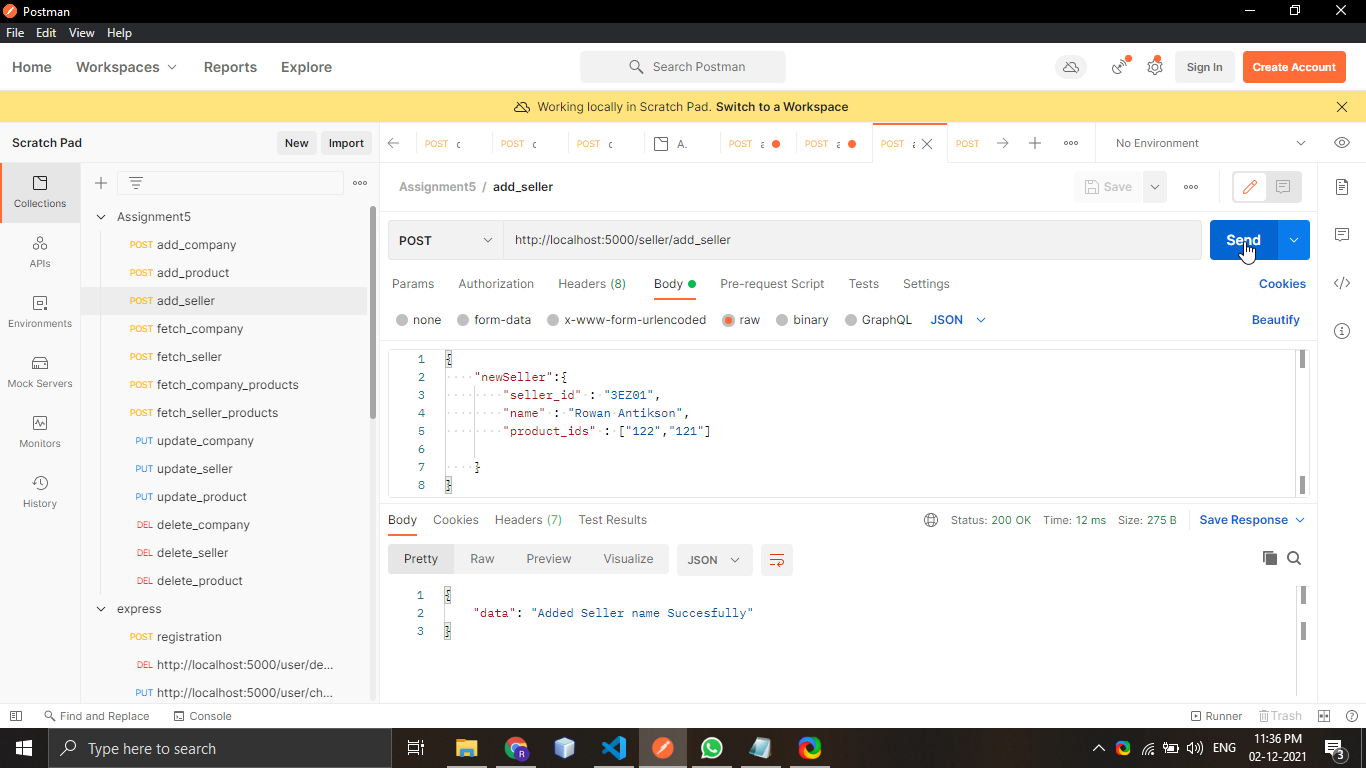 Postman
File Edit View Help
Home Workspaces Reports Explore Search Postman Sign In Create Account
Working locally in Scratch Pad. Switch to a Workspace
Scratch Pad New Import
POST POST POST A. POST POST POST POST No Environment
Collections
APIs
Environments
Mock Servers
Monitors
History
Assignment5
POST add_company
POST add_product
POST add_seller
POST fetch_company
POST fetch_seller
POST fetch_company_products
POST fetch_seller_products
PUT update_company
PUT update_seller
PUT update_product
DEL delete_company
DEL delete_seller
DEL delete_product
express
POST registration
DEL http://localhost:5000/user/de...
PUT http://localhost:5000/user/ch...
Assignment5 / add_seller Save
POST http://localhost:5000/seller/add_seller Send
Params Authorization Headers (8) Body Pre-request Script Tests Settings Cookies
none form-data x-www-form-urlencoded raw binary GraphQL JSON Beautify
1 {
2 "newSeller":{
3 "seller_id" : "3EZ01",
4 "name" : "Rowan Antikson",
5 "product_ids" : ["122","121"]
6
7 }
8 }
Body Cookies Headers (7) Test Results Status: 200 OK Time: 12 ms Size: 275 B Save Response
Pretty Raw Preview Visualize JSON
1 {
2 "data": "Added Seller name Succesfully"
3 }
Find and Replace Console Runner Trash
Type here to search R ENG 11:36 PM
02-12-2021 3